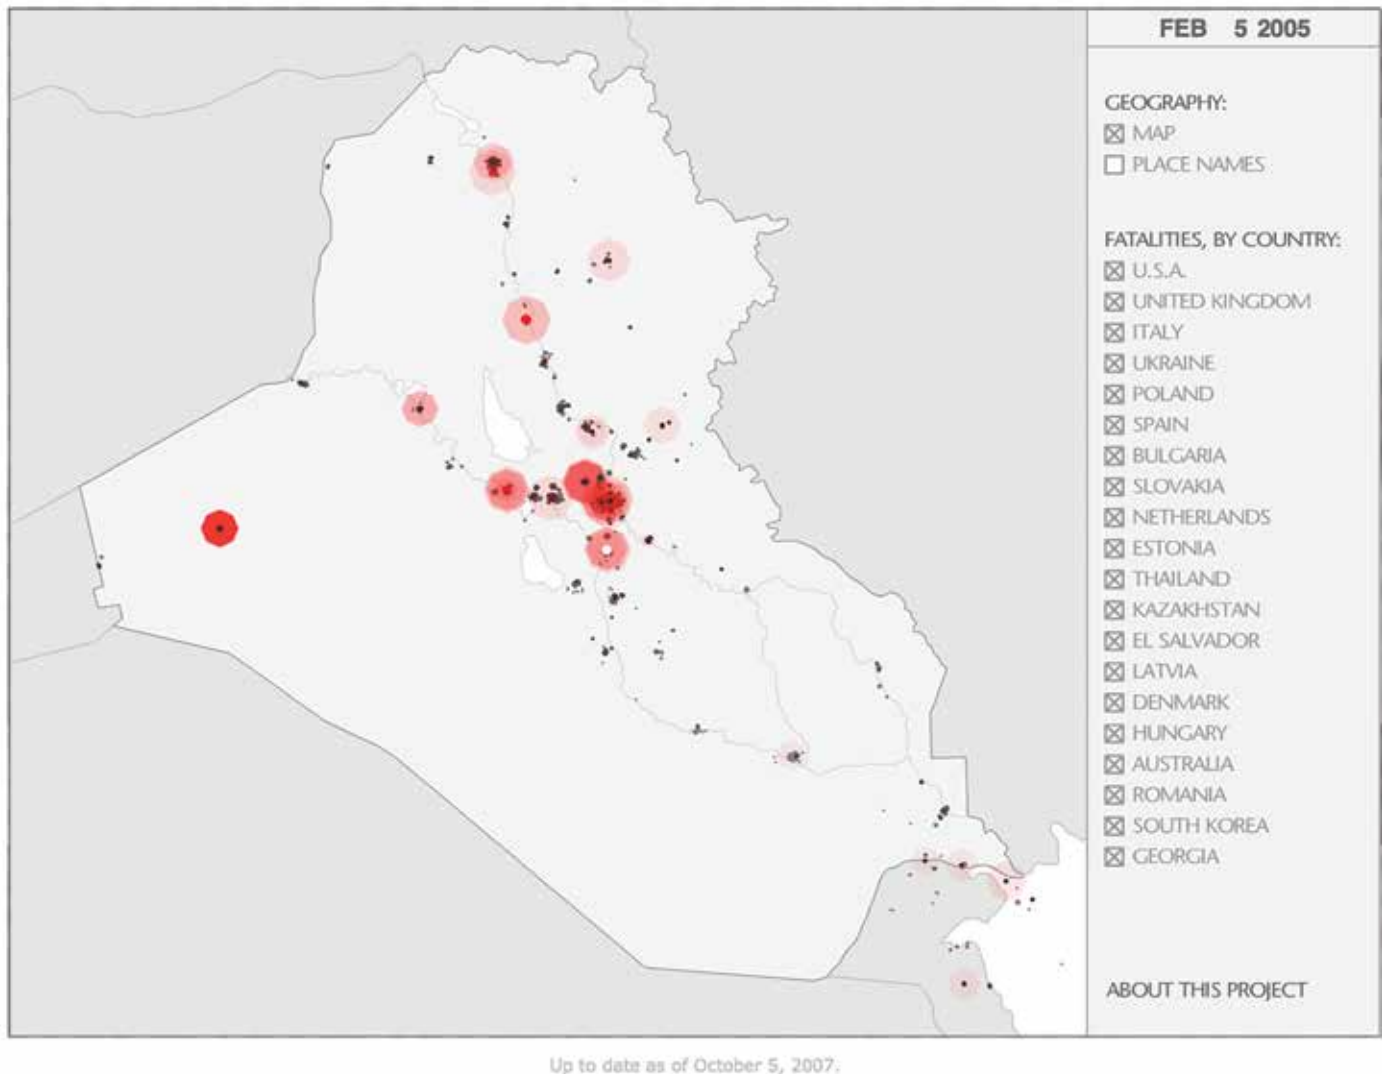 FEB 5 2005
GEOGRAPHY:
MAP
PLACE NAMES
FATALITIES, BY COUNTRY:
U.S.A.
UNITED KINGDOM
ITALY
UKRAINE
POLAND
SPAIN
BULGARIA
SLOVAKIA
NETHERLANDS
ESTONIA
THAILAND
KAZAKHSTAN
EL SALVADOR
LATVIA
DENMARK
HUNGARY
AUSTRALIA
ROMANIA
SOUTH KOREA
GEORGIA
ABOUT THIS PROJECT
Up to date as of October 5, 2007.